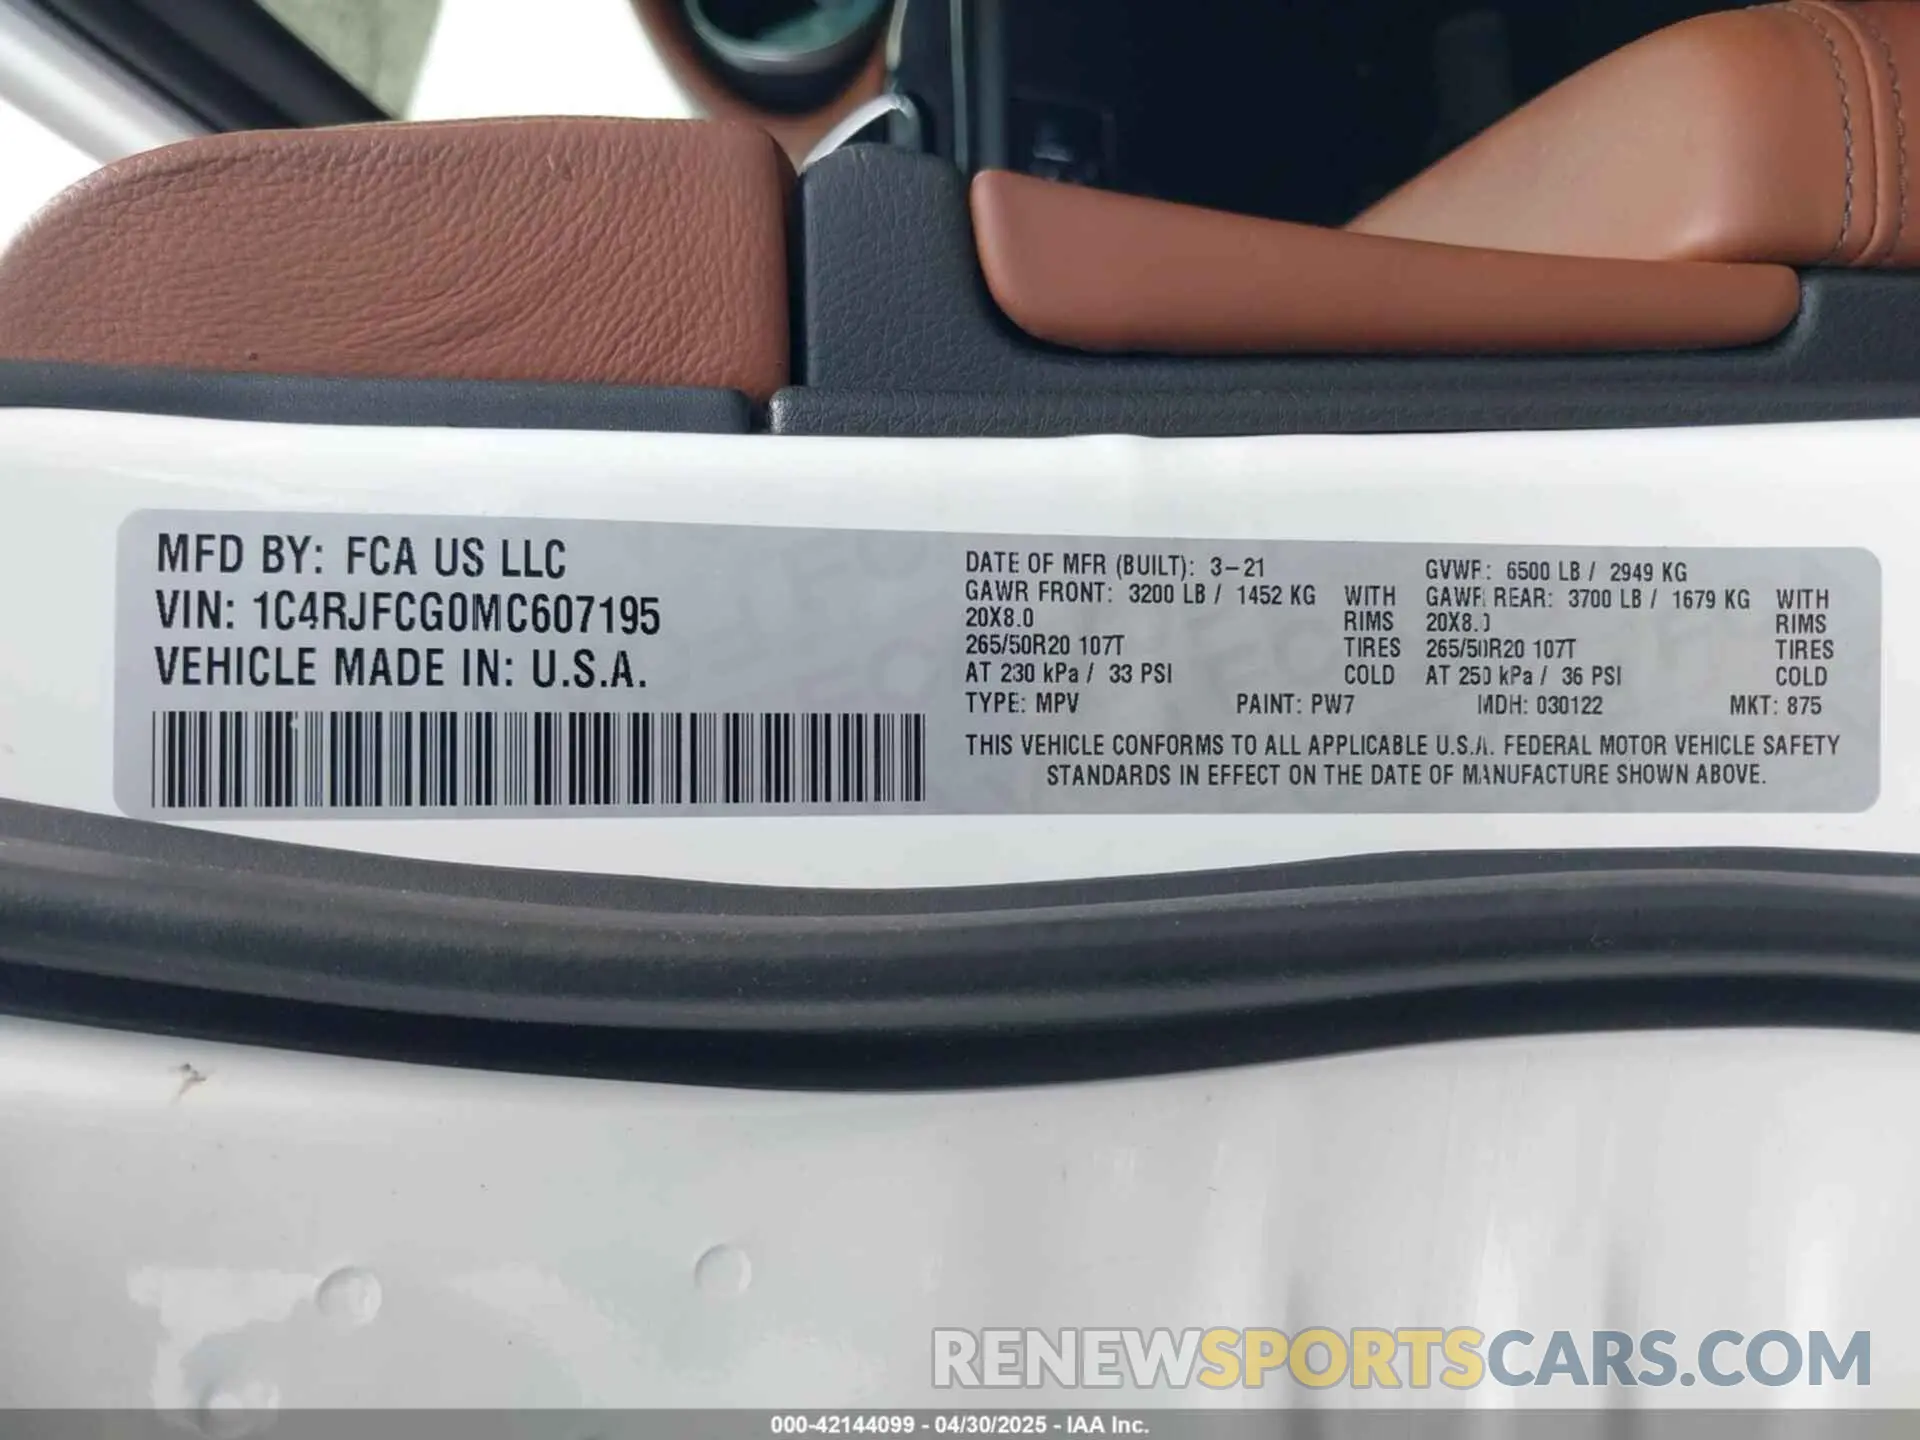 MFD BY: FCA US LLC
VIN: 1C4RJFCG0MC607195
VEHICLE MADE IN: U.S.A.
DATE OF MFR (BUILT): 3-21
GAWR FRONT: 3200 LB / 1452 KG WITH
20X8.0 RIMS
265/50R20 107T TIRES
AT 230 kPa / 33 PSI COLD
GVWR: 6500 LB / 2949 KG
GAWR REAR: 3700 LB / 1679 KG WITH
20X8.0 RIMS
265/50R20 107T TIRES
AT 250 kPa / 36 PSI COLD
TYPE: MPV PAINT: PW7 MDH: 030122 MKT: 875
THIS VEHICLE CONFORMS TO ALL APPLICABLE U.S.A. FEDERAL MOTOR VEHICLE SAFETY
STANDARDS IN EFFECT ON THE DATE OF MANUFACTURE SHOWN ABOVE.
RENEWSPORTSCARS.COM
000-42144099 - 04/30/2025 - IAA Inc.